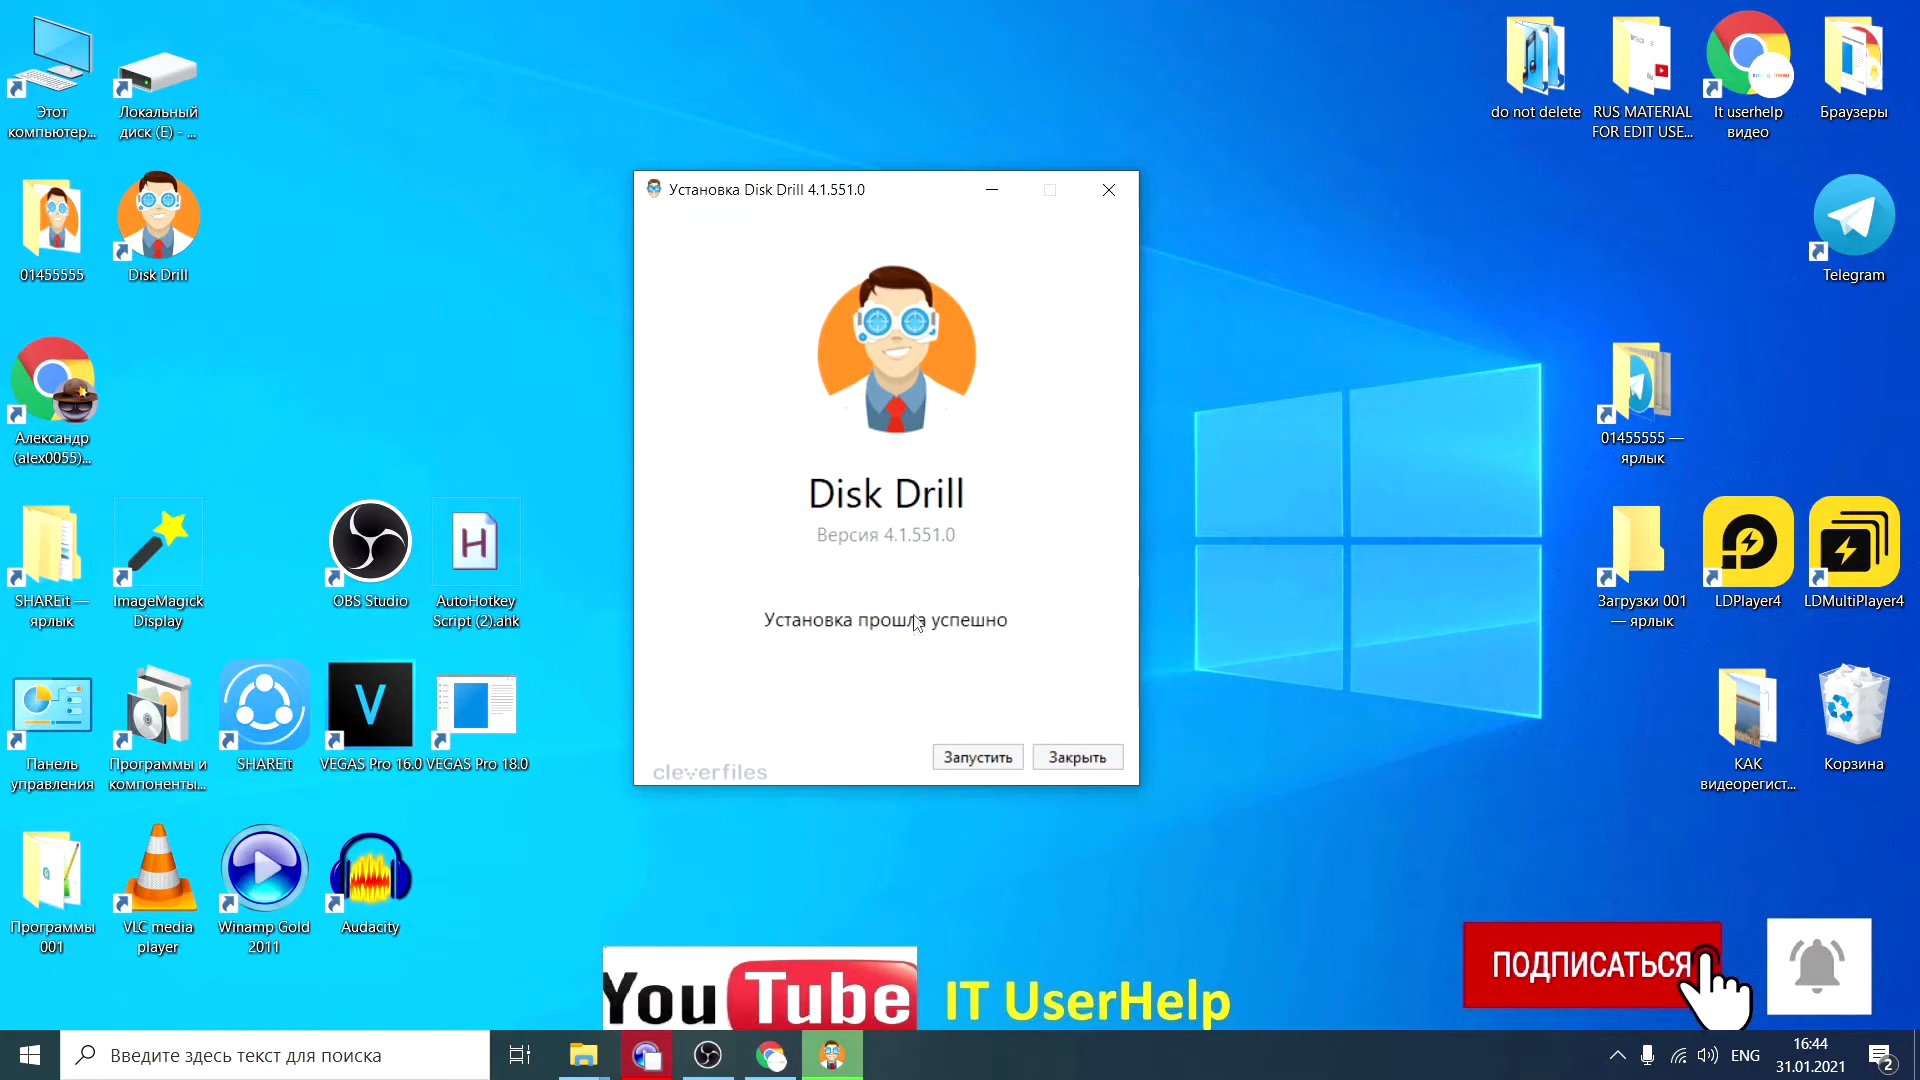 Этот
компьютер...
Локальный
диск (E) - ...
do not delete
RUS MATERIAL
FOR EDIT USE...
It userhelp
видео
Браузеры
01455555
Disk Drill
Telegram
Установка Disk Drill 4.1.551.0
Disk Drill
Версия 4.1.551.0
Установка прошла успешно
Запустить
Закрыть
cleverfiles
Александр
(alex0055)...
01455555 —
ярлык
SHAREit —
ярлык
ImageMagick
Display
OBS Studio
H
AutoHotkey
Script (2).ahk
Загрузки 001
— ярлык
LDPlayer4
LDMultiPlayer4
Панель
управления
Программы и
компоненты...
SHAREit
V
VEGAS Pro 16.0
VEGAS Pro 18.0
КАК
видеорегист...
Корзина
Программы
001
VLC media
player
Winamp Gold
2011
Audacity
YouTube
IT UserHelp
ПОДПИСАТЬСЯ
Введите здесь текст для поиска
ENG
16:44
31.01.2021
2